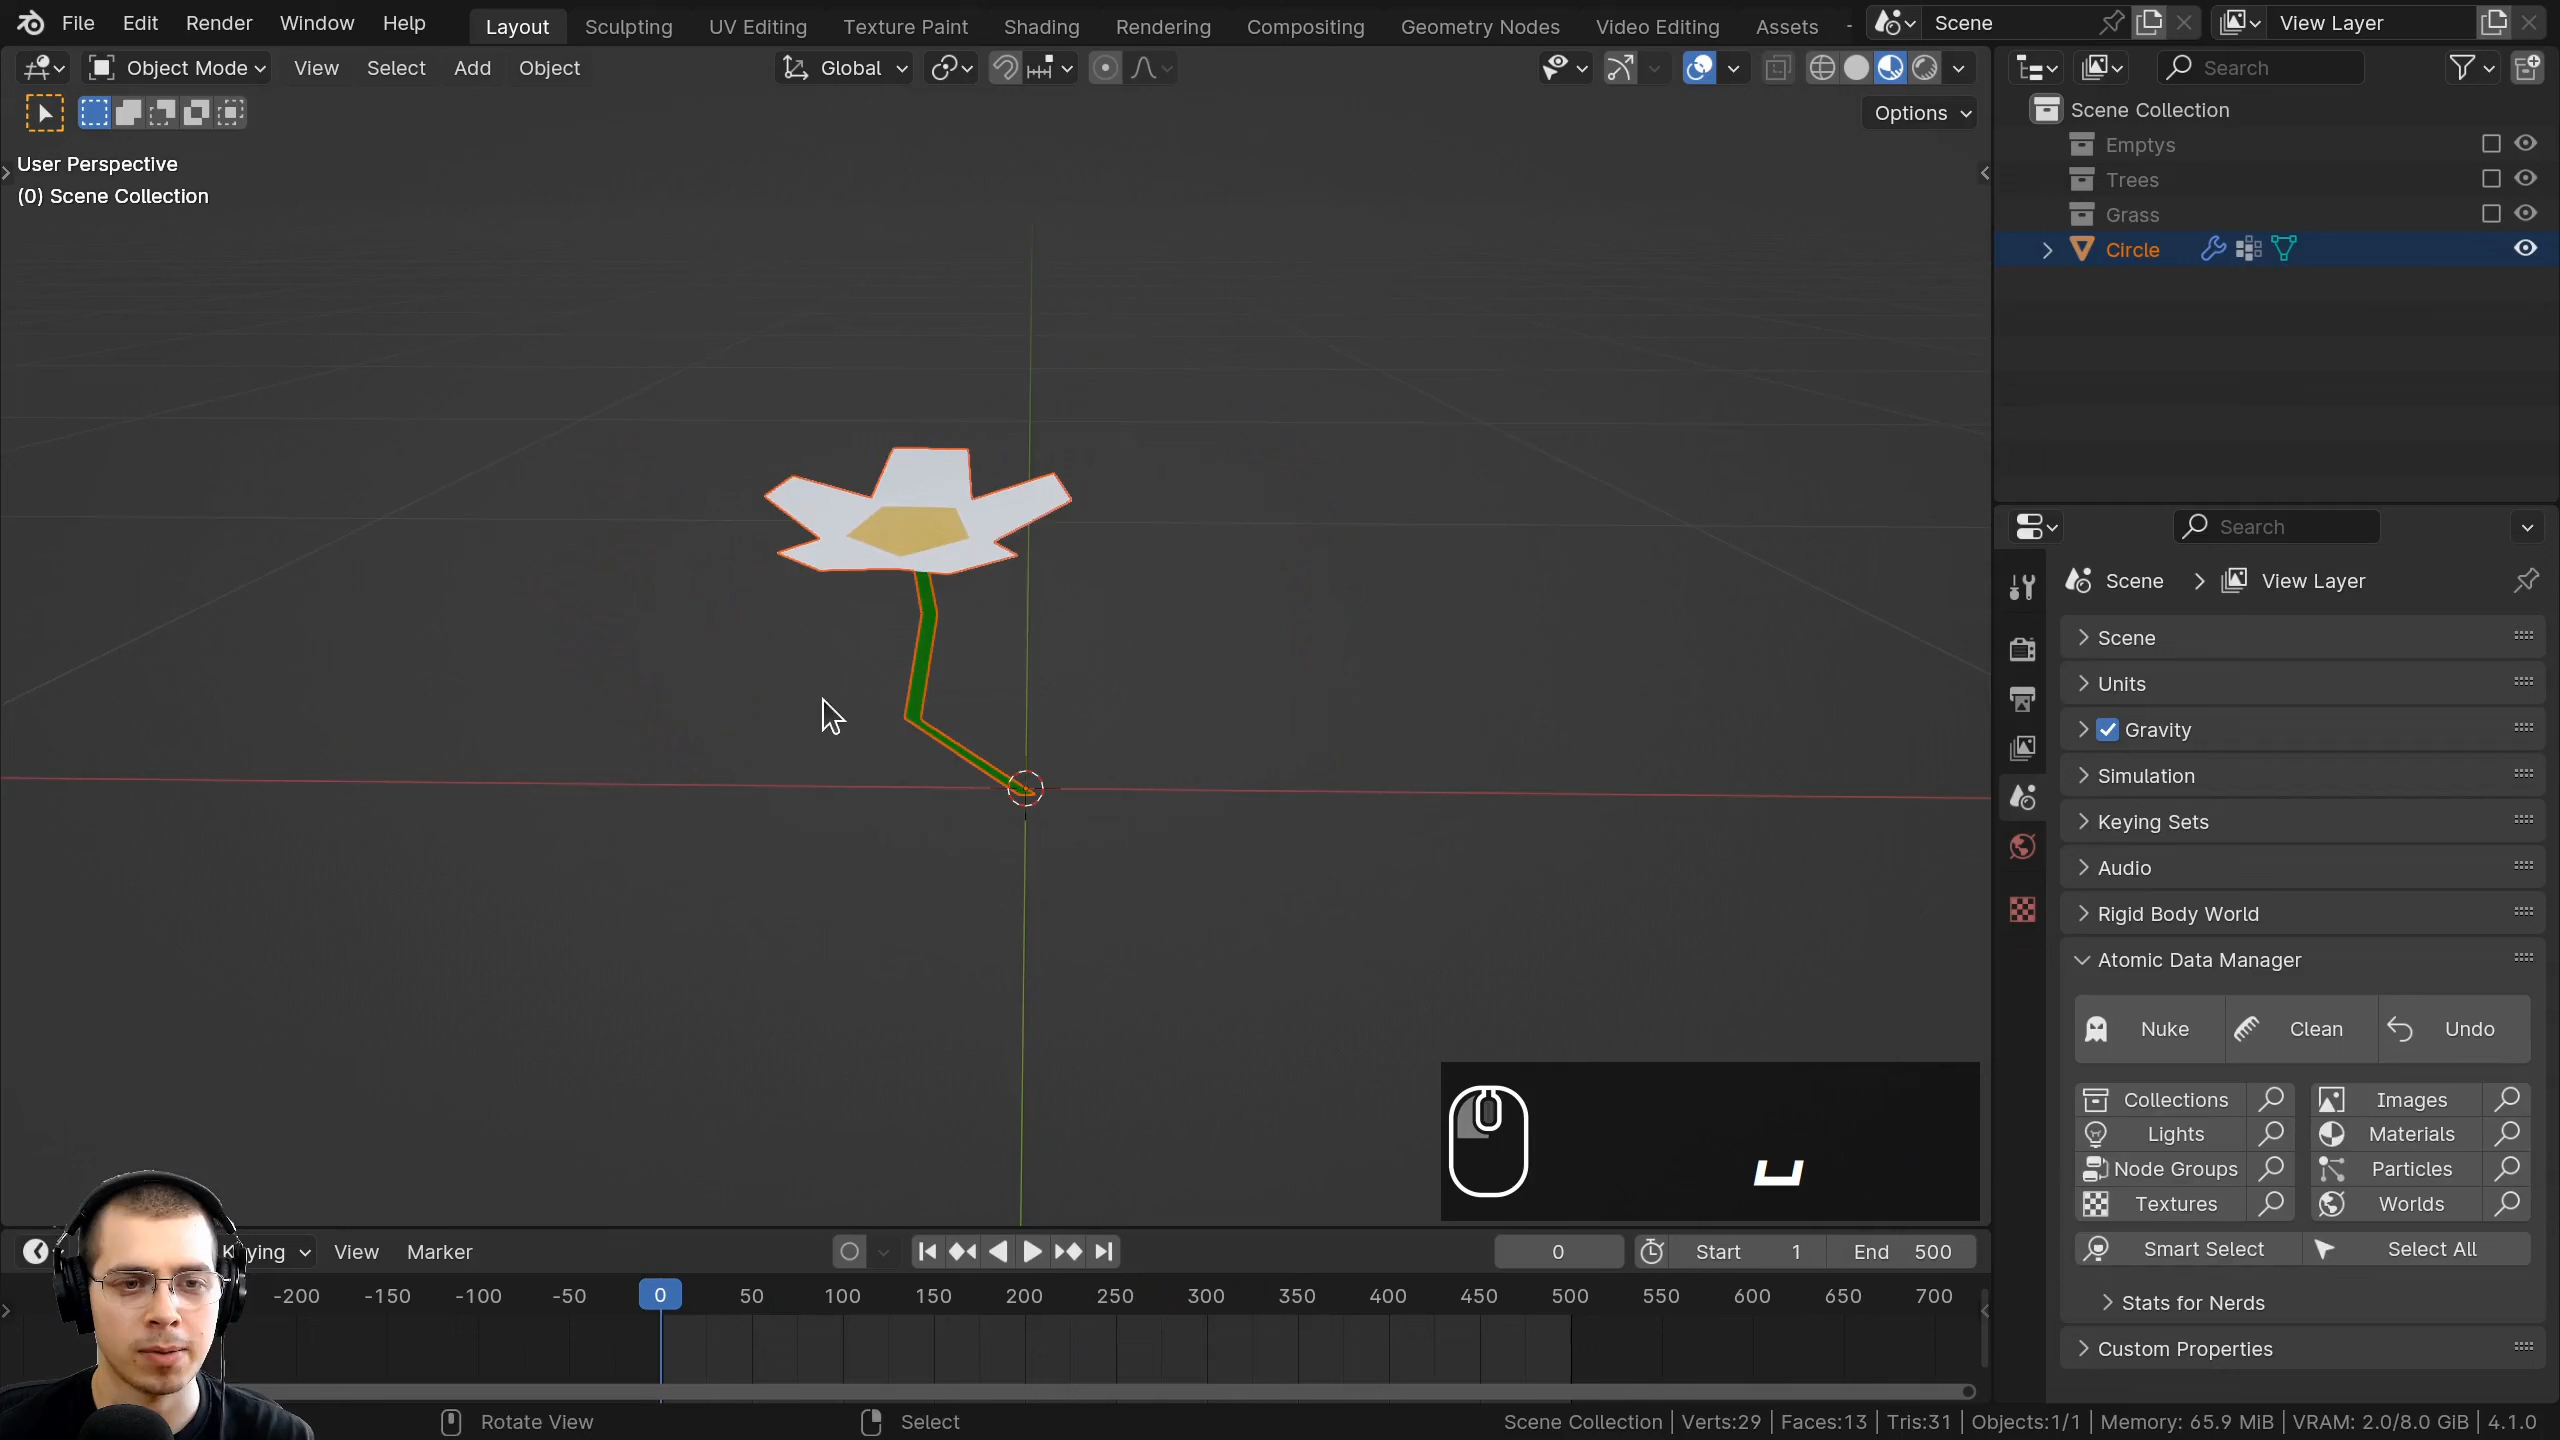 File Edit Render Window Help Layout Sculpting UV Editing Texture Paint Shading Rendering Compositing Geometry Nodes Video Editing Assets Scene View Layer
Object Mode View Select Add Object Global Search
Options
User Perspective
(0) Scene Collection
Scene Collection
Emptys
Trees
Grass
Circle
Search
Scene > View Layer
Scene
Units
Gravity
Simulation
Keying Sets
Audio
Rigid Body World
Atomic Data Manager
Nuke Clean Undo
Collections Images
Lights Materials
Node Groups Particles
Textures Worlds
Smart Select Select All
Stats for Nerds
Custom Properties
View Marker 0 Start 1 End 500
-200 -150 -100 -50 0 50 100 150 200 250 300 350 400 450 500 550 600 650 700
Rotate View Select Scene Collection | Verts:29 | Faces:13 | Tris:31 | Objects:1/1 | Memory: 65.9 MiB | VRAM: 2.0/8.0 GiB | 4.1.0